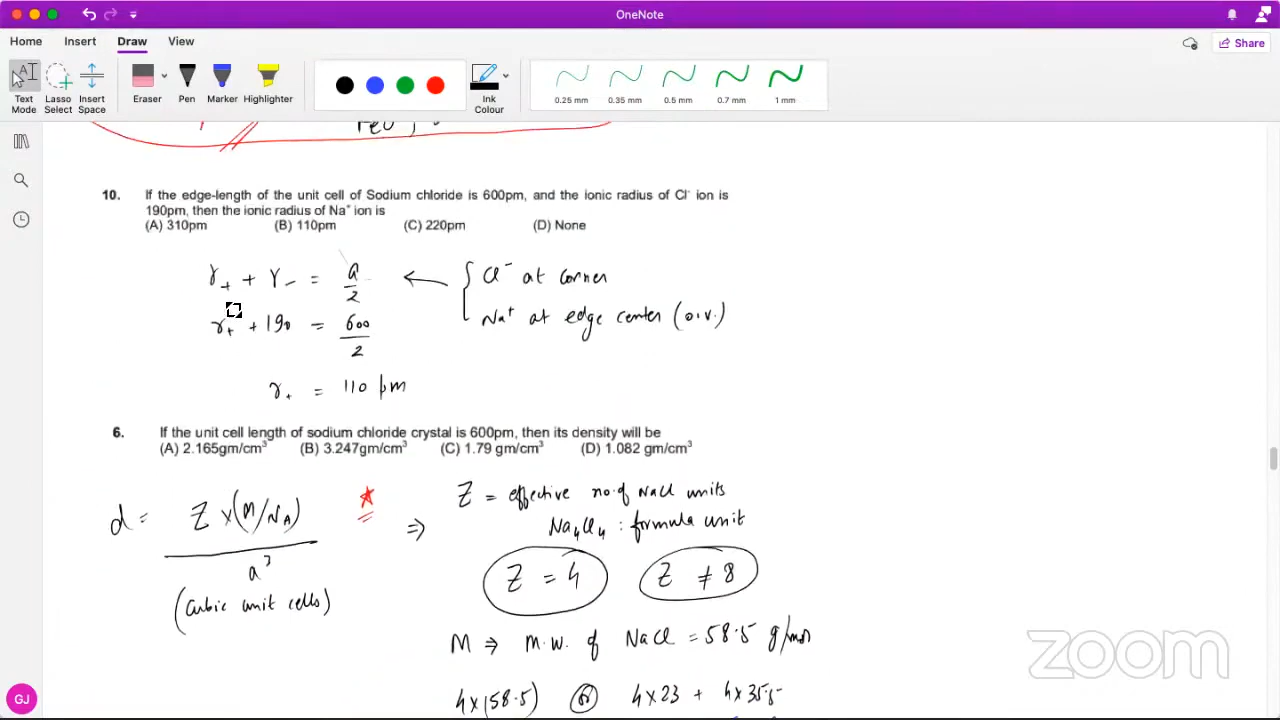 OneNote
Home Insert Draw View
Share
Text Mode
Lasso Select
Insert Space
Eraser
Pen
Marker
Highlighter
Ink Colour
0.25 mm 0.35 mm 0.5 mm 0.7 mm 1 mm
10. If the edge-length of the unit cell of Sodium chloride is 600pm, and the ionic radius of Cl⁻ ion is
190pm, then the ionic radius of Na⁺ ion is
(A) 310pm (B) 110pm (C) 220pm (D) None
r₊ + r₋ = a/2 ← { Cl⁻ at corner
Na⁺ at edge center (o.v.)
r₊ + 190 = 600/2
r₊ = 110 pm
6. If the unit cell length of sodium chloride crystal is 600pm, then its density will be
(A) 2.165gm/cm³ (B) 3.247gm/cm³ (C) 1.79 gm/cm³ (D) 1.082 gm/cm³
d = Z×(M/N_A) / a³ ⇒
(Cubic unit cells)
Z = effective no. of NaCl units
Na₄Cl₄ : formula unit
Z = 4 Z ≠ 8
M ⇒ M.W. of NaCl = 58.5 g/mol
4×(58.5) or 4×23 + 4×35.5
zoom
GJ